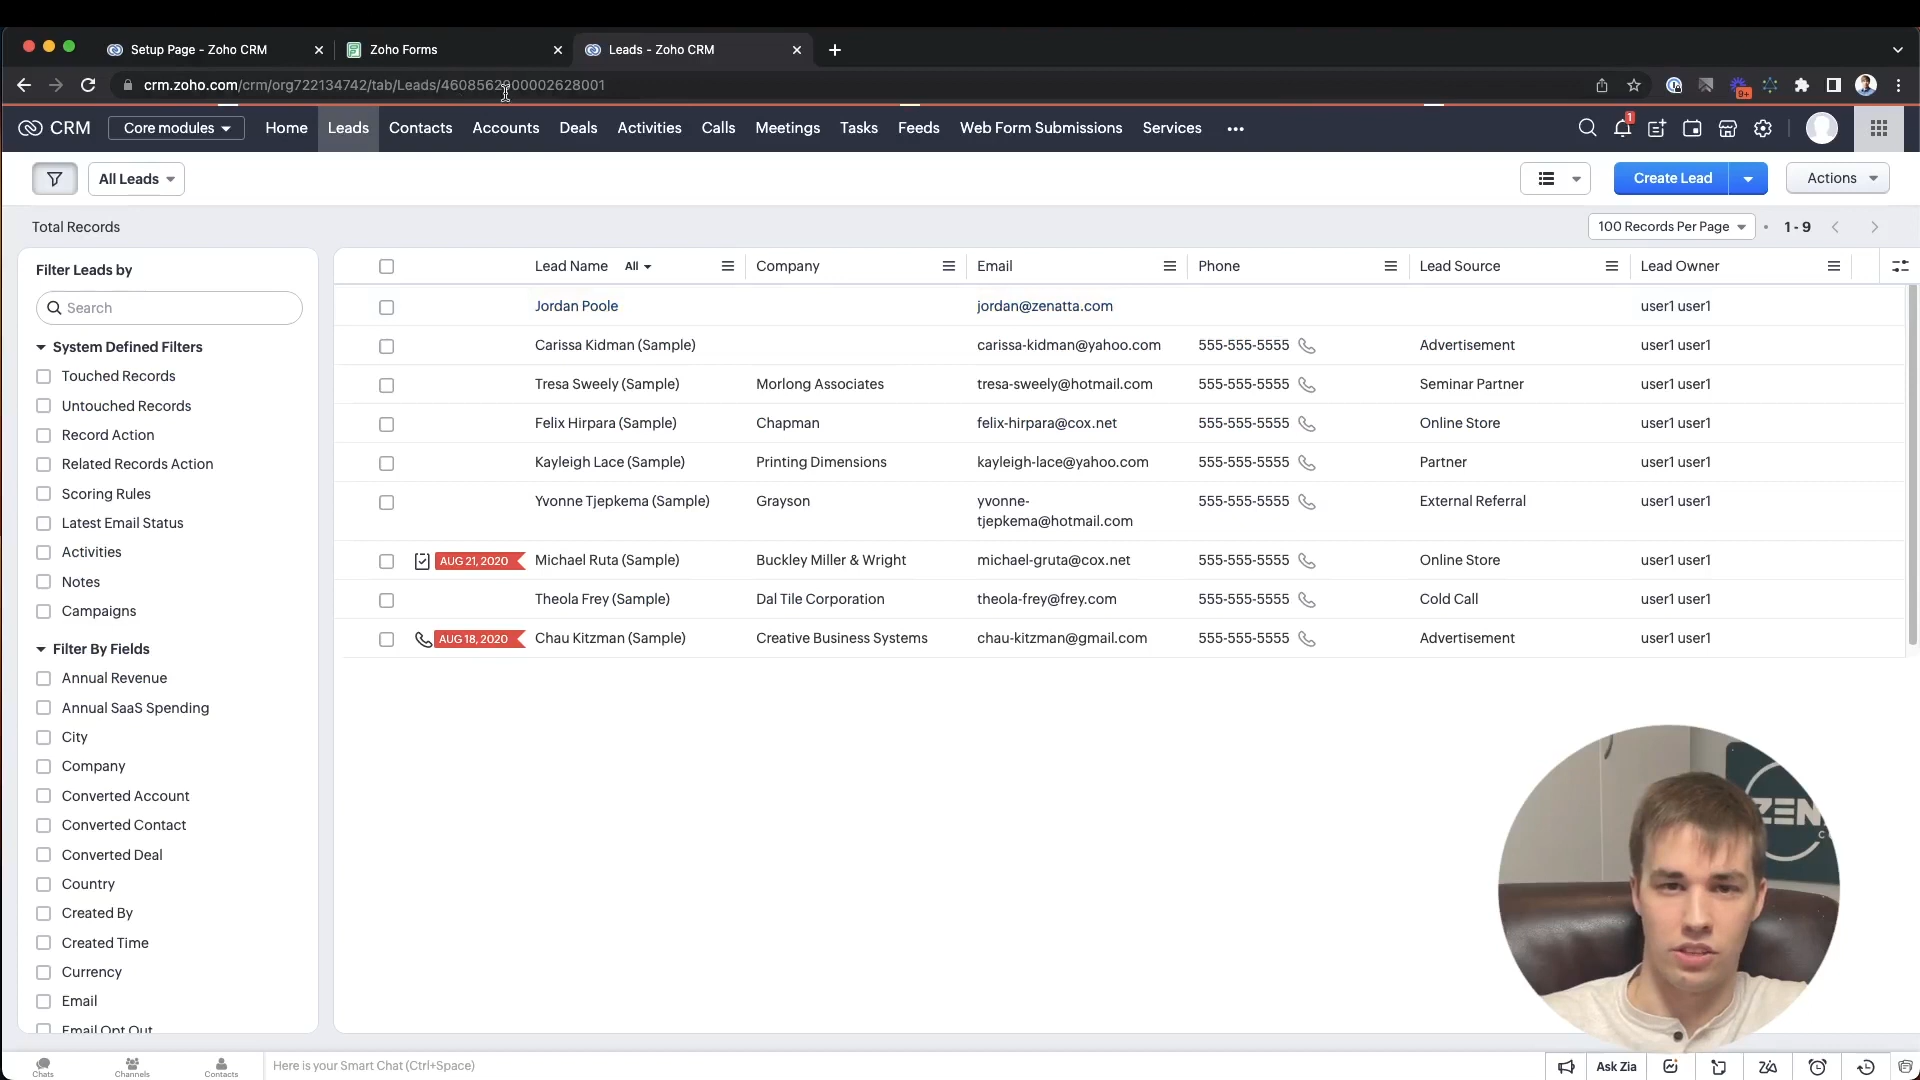 Setup Page - Zoho CRM
Zoho Forms
Leads - Zoho CRM
crm.zoho.com/crm/org722134742/tab/Leads/4608562000002628001
9+
CRM
Core modules
Home
Leads
Contacts
Accounts
Deals
Activities
Calls
Meetings
Tasks
Feeds
Web Form Submissions
Services
1
All Leads
Create Lead
Actions
Total Records
100 Records Per Page
1 - 9
Filter Leads by
Search
System Defined Filters
Touched Records
Untouched Records
Record Action
Related Records Action
Scoring Rules
Latest Email Status
Activities
Notes
Campaigns
Filter By Fields
Annual Revenue
Annual SaaS Spending
City
Company
Converted Account
Converted Contact
Converted Deal
Country
Created By
Created Time
Currency
Email
Email Opt Out
Lead Name All Company Email Phone Lead Source Lead Owner
Jordan Poole jordan@zenatta.com user1 user1
Carissa Kidman (Sample) carissa-kidman@yahoo.com 555-555-5555 Advertisement user1 user1
Tresa Sweely (Sample) Morlong Associates tresa-sweely@hotmail.com 555-555-5555 Seminar Partner user1 user1
Felix Hirpara (Sample) Chapman felix-hirpara@cox.net 555-555-5555 Online Store user1 user1
Kayleigh Lace (Sample) Printing Dimensions kayleigh-lace@yahoo.com 555-555-5555 Partner user1 user1
Yvonne Tjepkema (Sample) Grayson yvonne- 555-555-5555 External Referral user1 user1
tjepkema@hotmail.com
AUG 21, 2020 Michael Ruta (Sample) Buckley Miller & Wright michael-gruta@cox.net 555-555-5555 Online Store user1 user1
Theola Frey (Sample) Dal Tile Corporation theola-frey@frey.com 555-555-5555 Cold Call user1 user1
AUG 18, 2020 Chau Kitzman (Sample) Creative Business Systems chau-kitzman@gmail.com 555-555-5555 Advertisement user1 user1
ZEN
Chats
Channels
Contacts
Here is your Smart Chat (Ctrl+Space)
Ask Zia